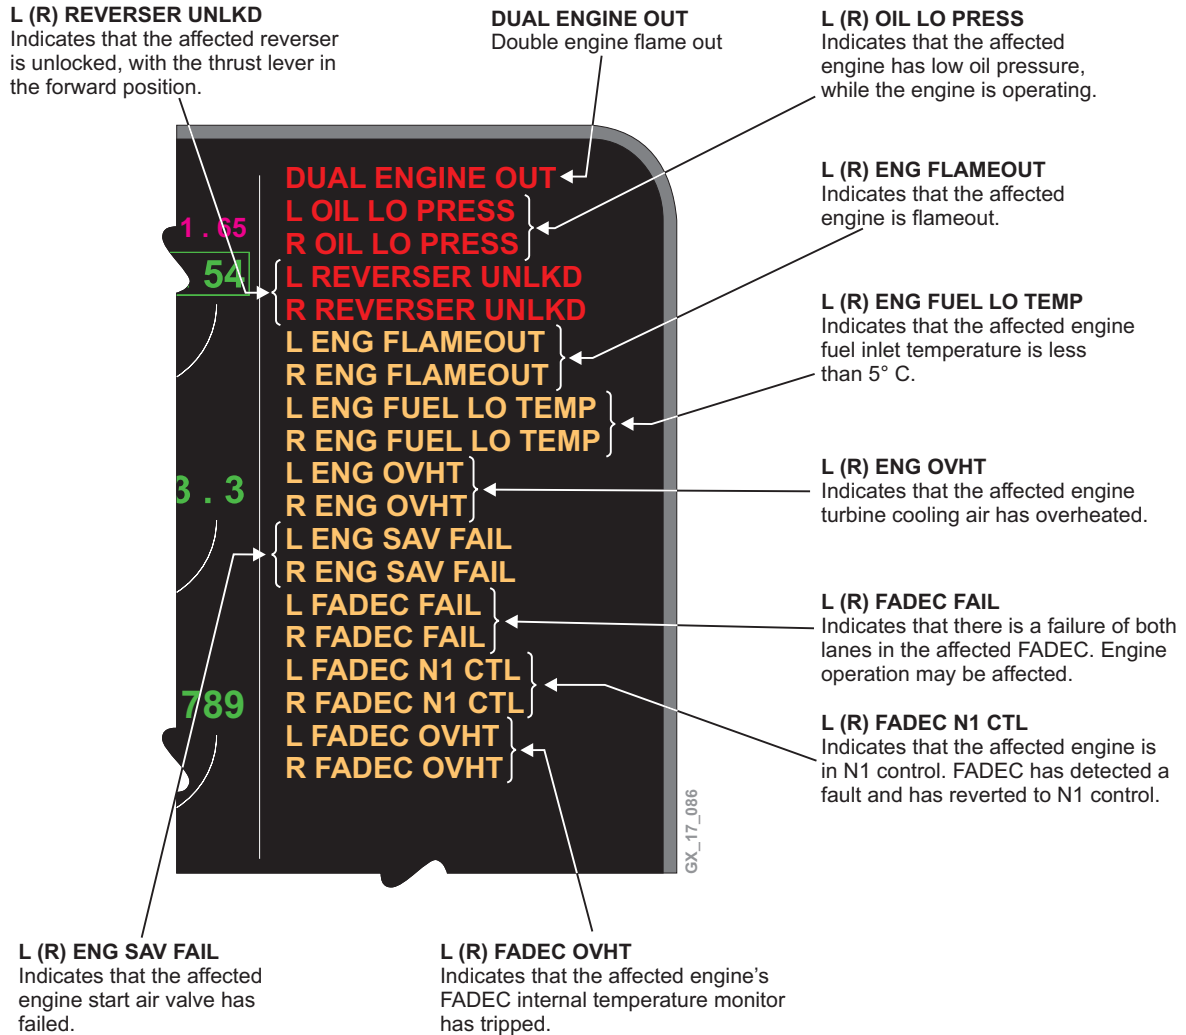 L (R) REVERSER UNLKD
Indicates that the affected reverser
is unlocked, with the thrust lever in
the forward position.
DUAL ENGINE OUT
Double engine flame out
L (R) OIL LO PRESS
Indicates that the affected
engine has low oil pressure,
while the engine is operating.
L (R) ENG FLAMEOUT
Indicates that the affected
engine is flameout.
L (R) ENG FUEL LO TEMP
Indicates that the affected engine
fuel inlet temperature is less
than 5° C.
L (R) ENG OVHT
Indicates that the affected engine
turbine cooling air has overheated.
L (R) FADEC FAIL
Indicates that there is a failure of both
lanes in the affected FADEC. Engine
operation may be affected.
L (R) FADEC N1 CTL
Indicates that the affected engine is
in N1 control. FADEC has detected a
fault and has reverted to N1 control.
1 . 65
54
3 . 3
789
DUAL ENGINE OUT
L OIL LO PRESS
R OIL LO PRESS
L REVERSER UNLKD
R REVERSER UNLKD
L ENG FLAMEOUT
R ENG FLAMEOUT
L ENG FUEL LO TEMP
R ENG FUEL LO TEMP
L ENG OVHT
R ENG OVHT
L ENG SAV FAIL
R ENG SAV FAIL
L FADEC FAIL
R FADEC FAIL
L FADEC N1 CTL
R FADEC N1 CTL
L FADEC OVHT
R FADEC OVHT
GX_17_086
L (R) ENG SAV FAIL
Indicates that the affected
engine start air valve has
failed.
L (R) FADEC OVHT
Indicates that the affected engine's
FADEC internal temperature monitor
has tripped.